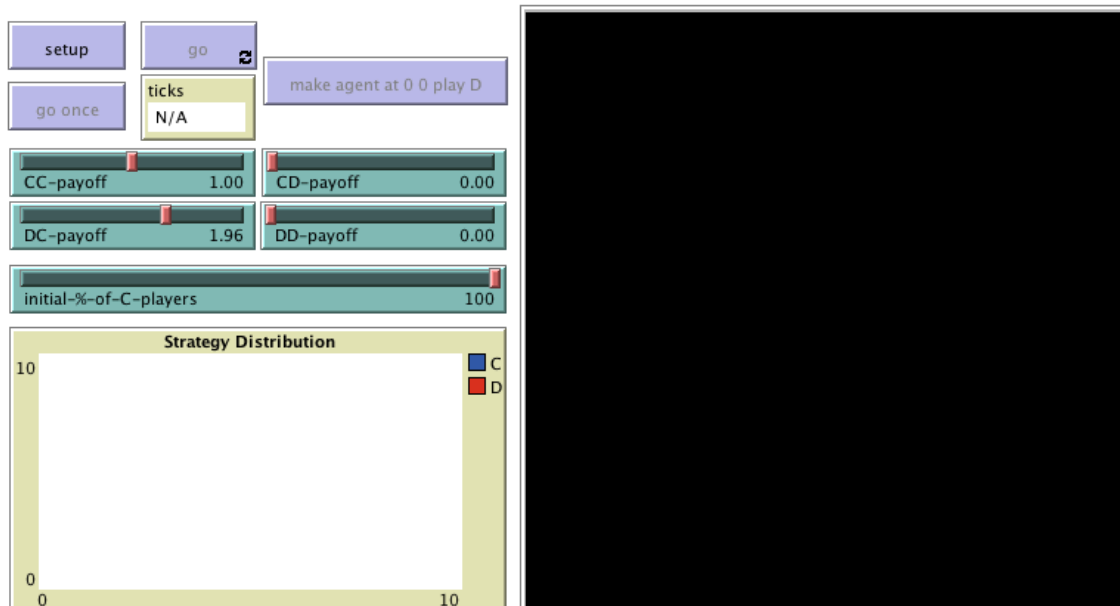 setup
go
make agent at 0 0 play D
go once
ticks
N/A
CC-payoff 1.00
CD-payoff 0.00
DC-payoff 1.96
DD-payoff 0.00
initial-%-of-C-players 100
Strategy Distribution
10
C
D
0
0 10